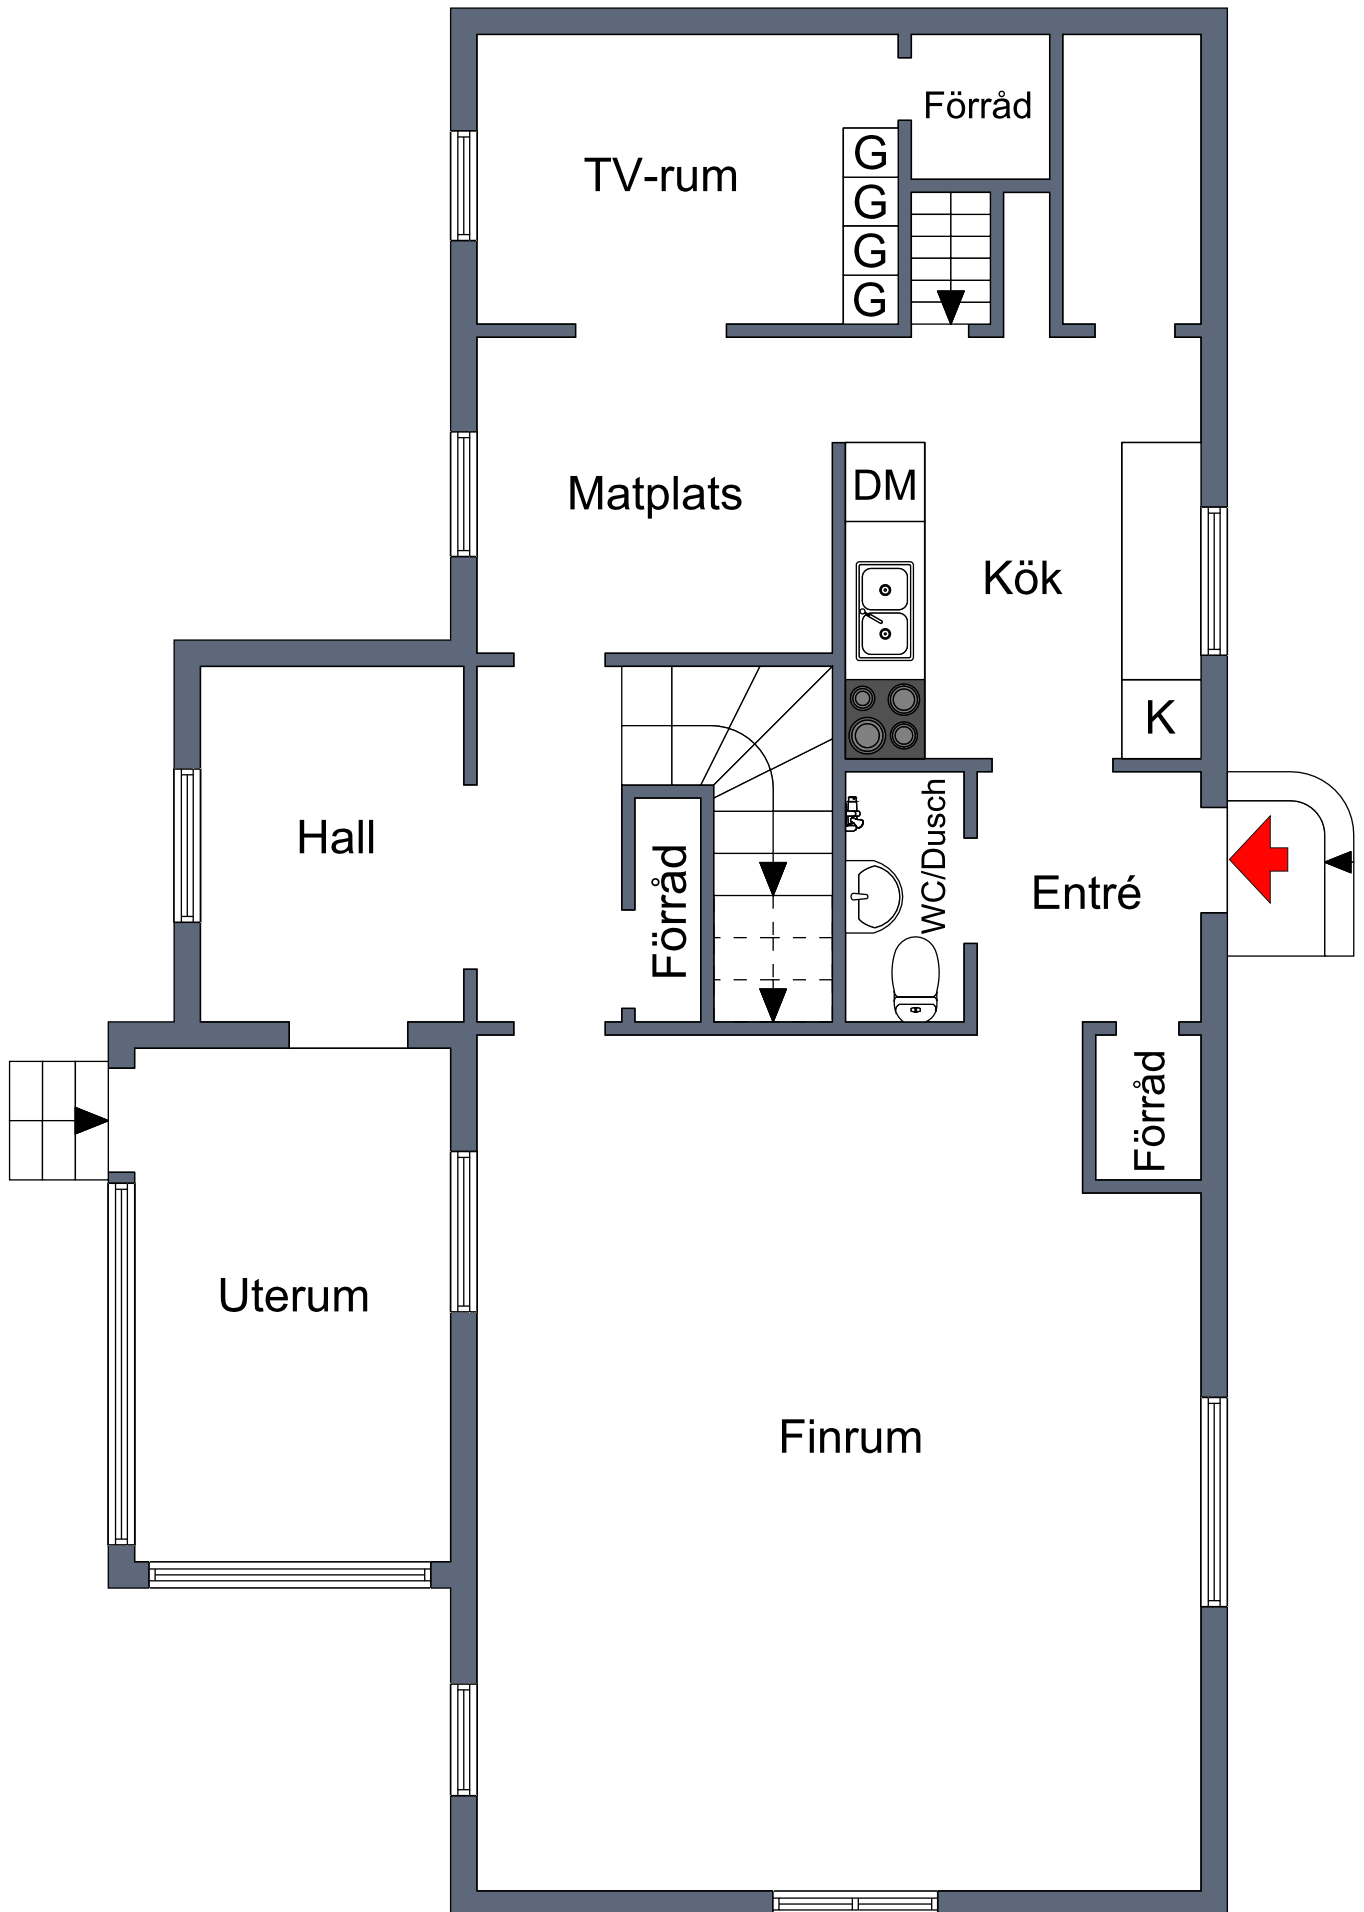 Förråd
TV-rum
G
G
G
G
Matplats
DM
Kök
K
Hall
Förråd
WC/Dusch
Entré
Förråd
Uterum
Finrum